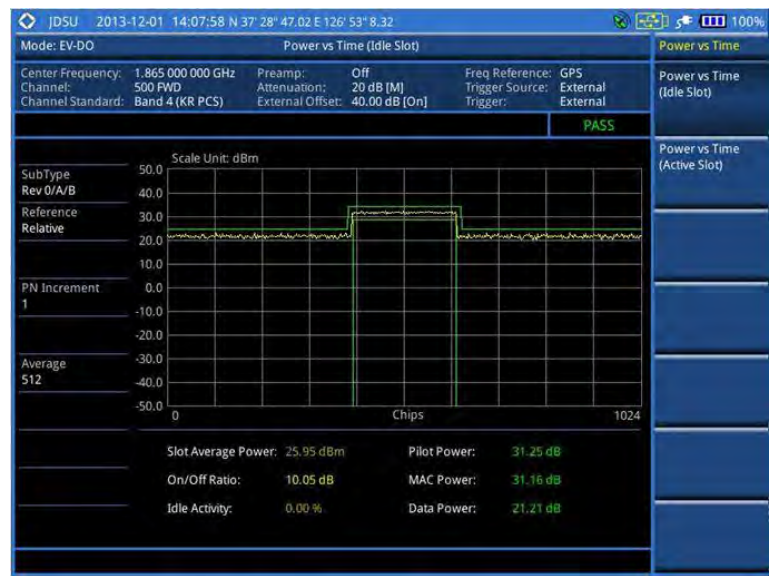 JDSU 2013-12-01 14:07:58 N 37' 28" 47.02 E 126' 53" 8.32 100%
Mode: EV-DO Power vs Time (Idle Slot) Power vs Time
Center Frequency: 1.865 000 000 GHz Preamp: Off Freq Reference: GPS
Channel: 500 FWD Attenuation: 20 dB [M] Trigger Source: External
Channel Standard: Band 4 (KR PCS) External Offset: 40.00 dB [On] Trigger: External
Power vs Time
(Idle Slot)
PASS
Power vs Time
(Active Slot)
Scale Unit: dBm
SubType
Rev 0/A/B
Reference
Relative
PN Increment
1
Average
512
50.0
40.0
30.0
20.0
10.0
0.0
-10.0
-20.0
-30.0
-40.0
-50.0
0 Chips 1024
Slot Average Power: 25.95 dBm Pilot Power: 31.25 dB
On/Off Ratio: 10.05 dB MAC Power: 31.16 dB
Idle Activity: 0.00 % Data Power: 21.21 dB